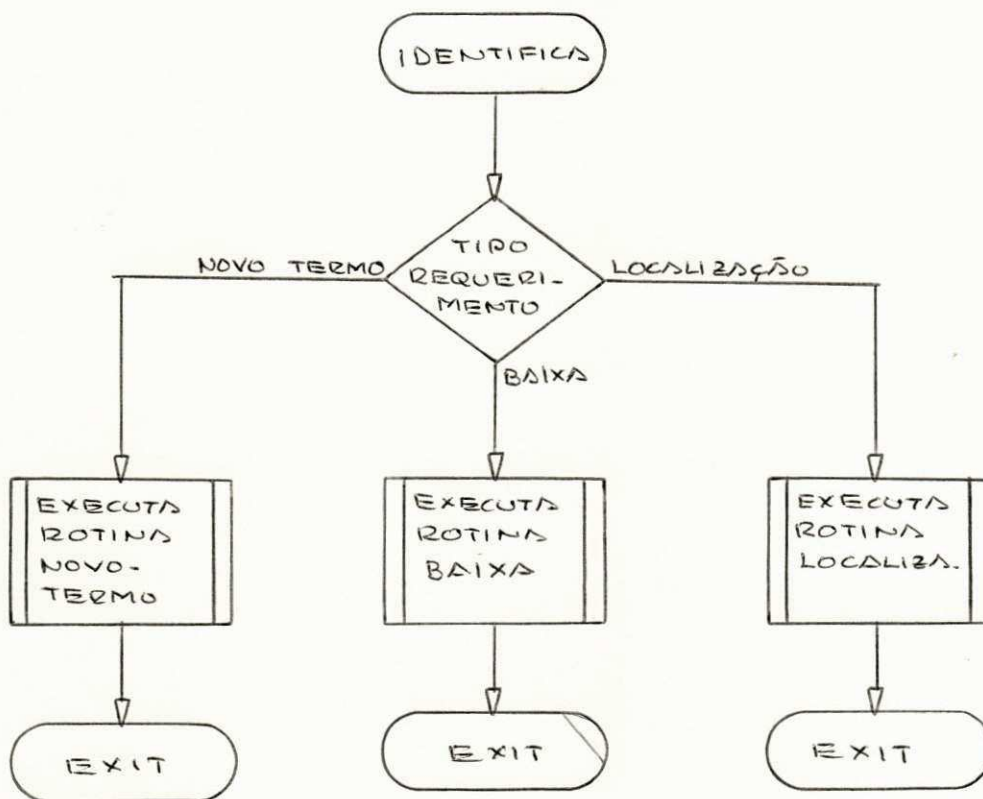 IDENTIFICA
TIPO
REQUERI-
MENTO
NOVO TERMO
LOCALIZAÇÃO
BAIXA
EXECUTA
ROTINA
NOVO-
TERMO
EXECUTA
ROTINA
BAIXA
EXECUTA
ROTINA
LOCALIZA.
EXIT
EXIT
EXIT